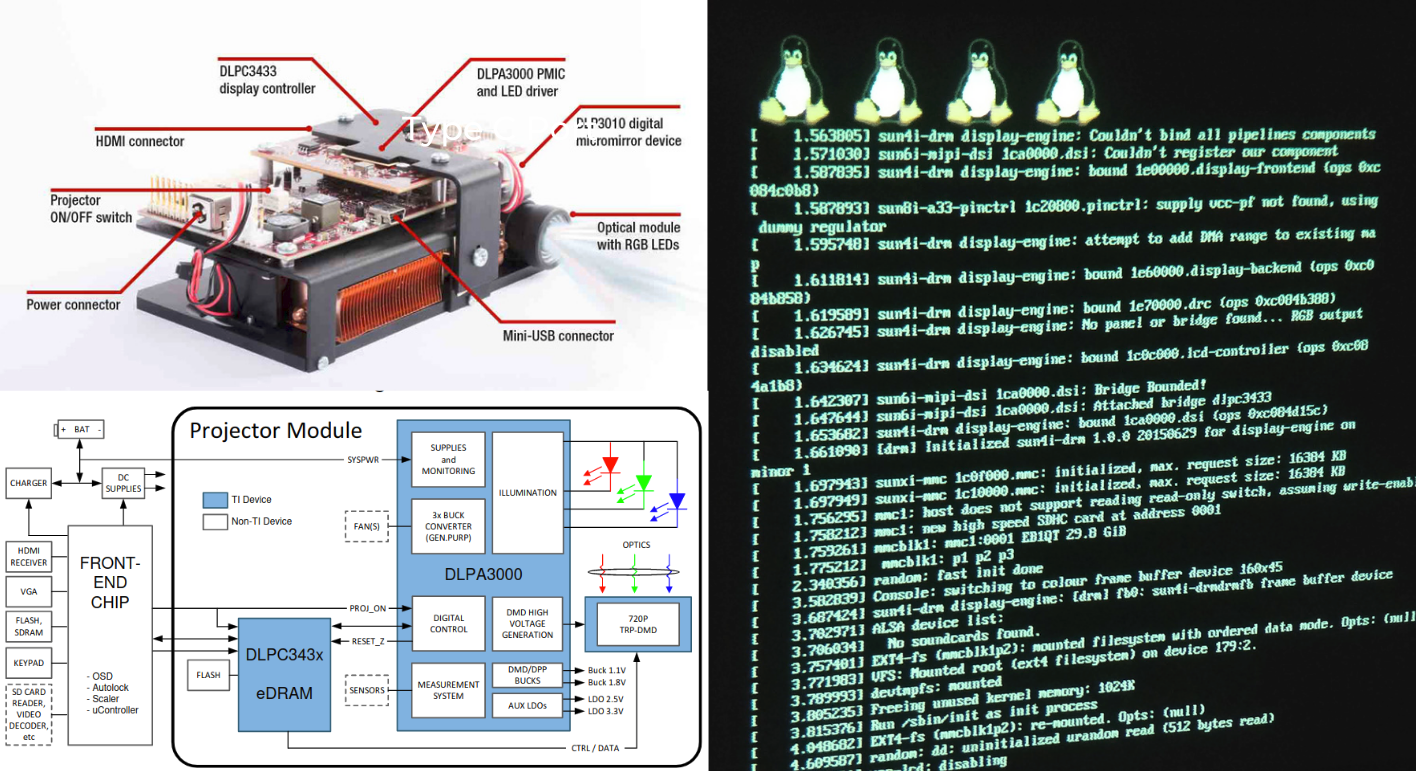 DLPC3433
display controller
DLPA3000 PMIC
and LED driver
Type
DLP3010 digital
micromirror device
HDMI connector
Projector
ON/OFF switch
Optical module
with RGB LEDs
Power connector
Mini-USB connector
Projector Module
+ BAT -
CHARGER
DC
SUPPLIES
SYSPWR
TI Device
Non-TI Device
SUPPLIES
and
MONITORING
ILLUMINATION
FAN(S)
3x BUCK
CONVERTER
(GEN.PURP)
HDMI
RECEIVER
VGA
FLASH,
SDRAM
KEYPAD
SD CARD
READER,
VIDEO
DECODER,
etc
FRONT-
END
CHIP
- OSD
- Autolock
- Scaler
- uController
DLPA3000
OPTICS
PROJ_ON
RESET_Z
DIGITAL
CONTROL
DMD HIGH
VOLTAGE
GENERATION
720P
TRP-DMD
DLPC343x
eDRAM
FLASH
SENSORS
MEASUREMENT
SYSTEM
DMD/DPP
BUCKS
AUX LDOs
Buck 1.1V
Buck 1.8V
LDO 2.5V
LDO 3.3V
CTRL / DATA
[ 1.563805] sun4i-drm display-engine: Couldn't bind all pipelines components
[ 1.571030] sun6i-mipi-dsi 1ca0000.dsi: Couldn't register our component
[ 1.587835] sun4i-drm display-engine: bound 1e00000.display-frontend (ops 0xc
084c0b8)
[ 1.587893] sun8i-a33-pinctrl 1c20800.pinctrl: supply vcc-pf not found, using
dummy regulator
[ 1.595748] sun4i-drm display-engine: attempt to add DMA range to existing ma
p
[ 1.611814] sun4i-drm display-engine: bound 1e60000.display-backend (ops 0xc0
84b858)
[ 1.619589] sun4i-drm display-engine: bound 1e70000.drc (ops 0xc084b388)
[ 1.626745] sun4i-drm display-engine: No panel or bridge found... RGB output
disabled
[ 1.634624] sun4i-drm display-engine: bound 1c0c000.lcd-controller (ops 0xc08
4a1b8)
[ 1.642307] sun6i-mipi-dsi 1ca0000.dsi: Bridge Bounded!
[ 1.647644] sun6i-mipi-dsi 1ca0000.dsi: Attached bridge dlpc3433
[ 1.653682] sun4i-drm display-engine: bound 1ca0000.dsi (ops 0xc084d15c)
[ 1.661090] [drm] Initialized sun4i-drm 1.0.0 20150629 for display-engine on
minor 1
[ 1.697943] sunxi-mmc 1c0f000.mmc: initialized, max. request size: 16384 KB
[ 1.697949] sunxi-mmc 1c10000.mmc: initialized, max. request size: 16384 KB
[ 1.756295] mmc1: host does not support reading read-only switch, assuming write-enabl
[ 1.758212] mmc1: new high speed SDHC card at address 0001
[ 1.759261] mmcblk1: mmc1:0001 EB1QT 29.8 GiB
[ 1.775212] mmcblk1: p1 p2 p3
[ 2.340356] random: fast init done
[ 3.582839] Console: switching to colour frame buffer device 160x45
[ 3.687424] sun4i-drm display-engine: [drm] fb0: sun4i-drmdrmfb frame buffer device
[ 3.702971] ALSA device list:
[ 3.706034] No soundcards found.
[ 3.757401] EXT4-fs (mmcblk1p2): mounted filesystem with ordered data mode. Opts: (null
[ 3.771983] VFS: Mounted root (ext4 filesystem) on device 179:2.
[ 3.789993] devtmpfs: mounted
[ 3.805235] Freeing unused kernel memory: 1024K
[ 3.815376] Run /sbin/init as init process
[ 4.048682] EXT4-fs (mmcblk1p2): re-mounted. Opts: (null)
[ 4.609587] random: dd: uninitialized urandom read (512 bytes read)
disabling